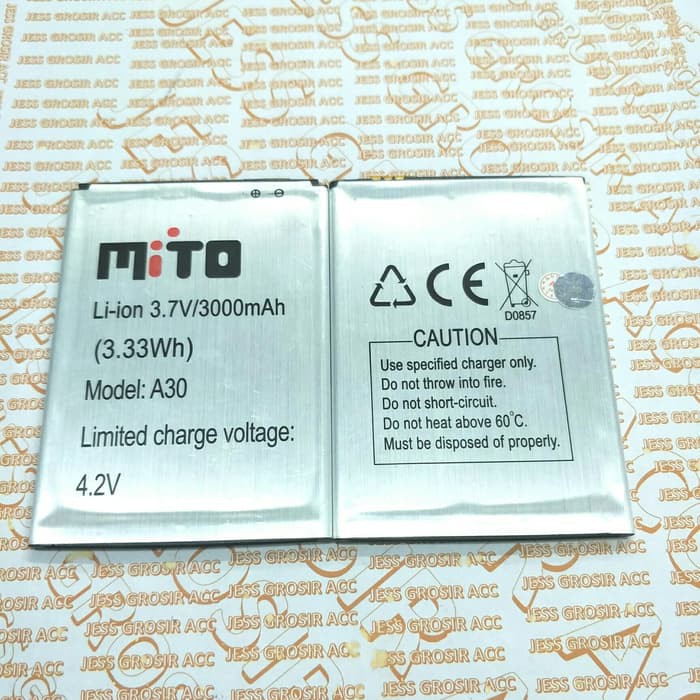 MiTO
Li-ion 3.7V/3000mAh
(3.33Wh)
Model: A30
Limited charge voltage:
4.2V
CE
D0857
CAUTION
Use specified charger only.
Do not throw into fire.
Do not short-circuit.
Do not heat above 60°C.
Must be disposed of properly.
JESS GROSIR ACC